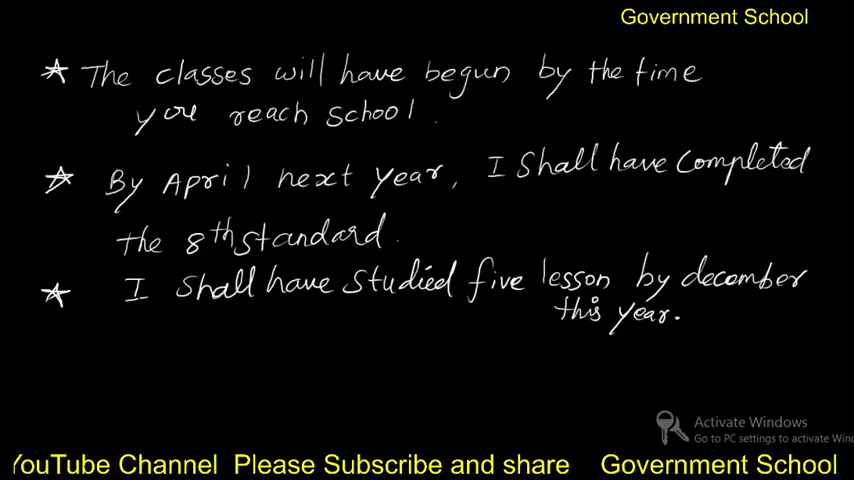 Government School
★ The classes will have begun by the time
you reach school.
★ By April next year, I shall have completed
the 8th standard.
★ I shall have studied five lesson by december
this year.
Activate Windows
Go to PC settings to activate Win
YouTube Channel Please Subscribe and share Government School